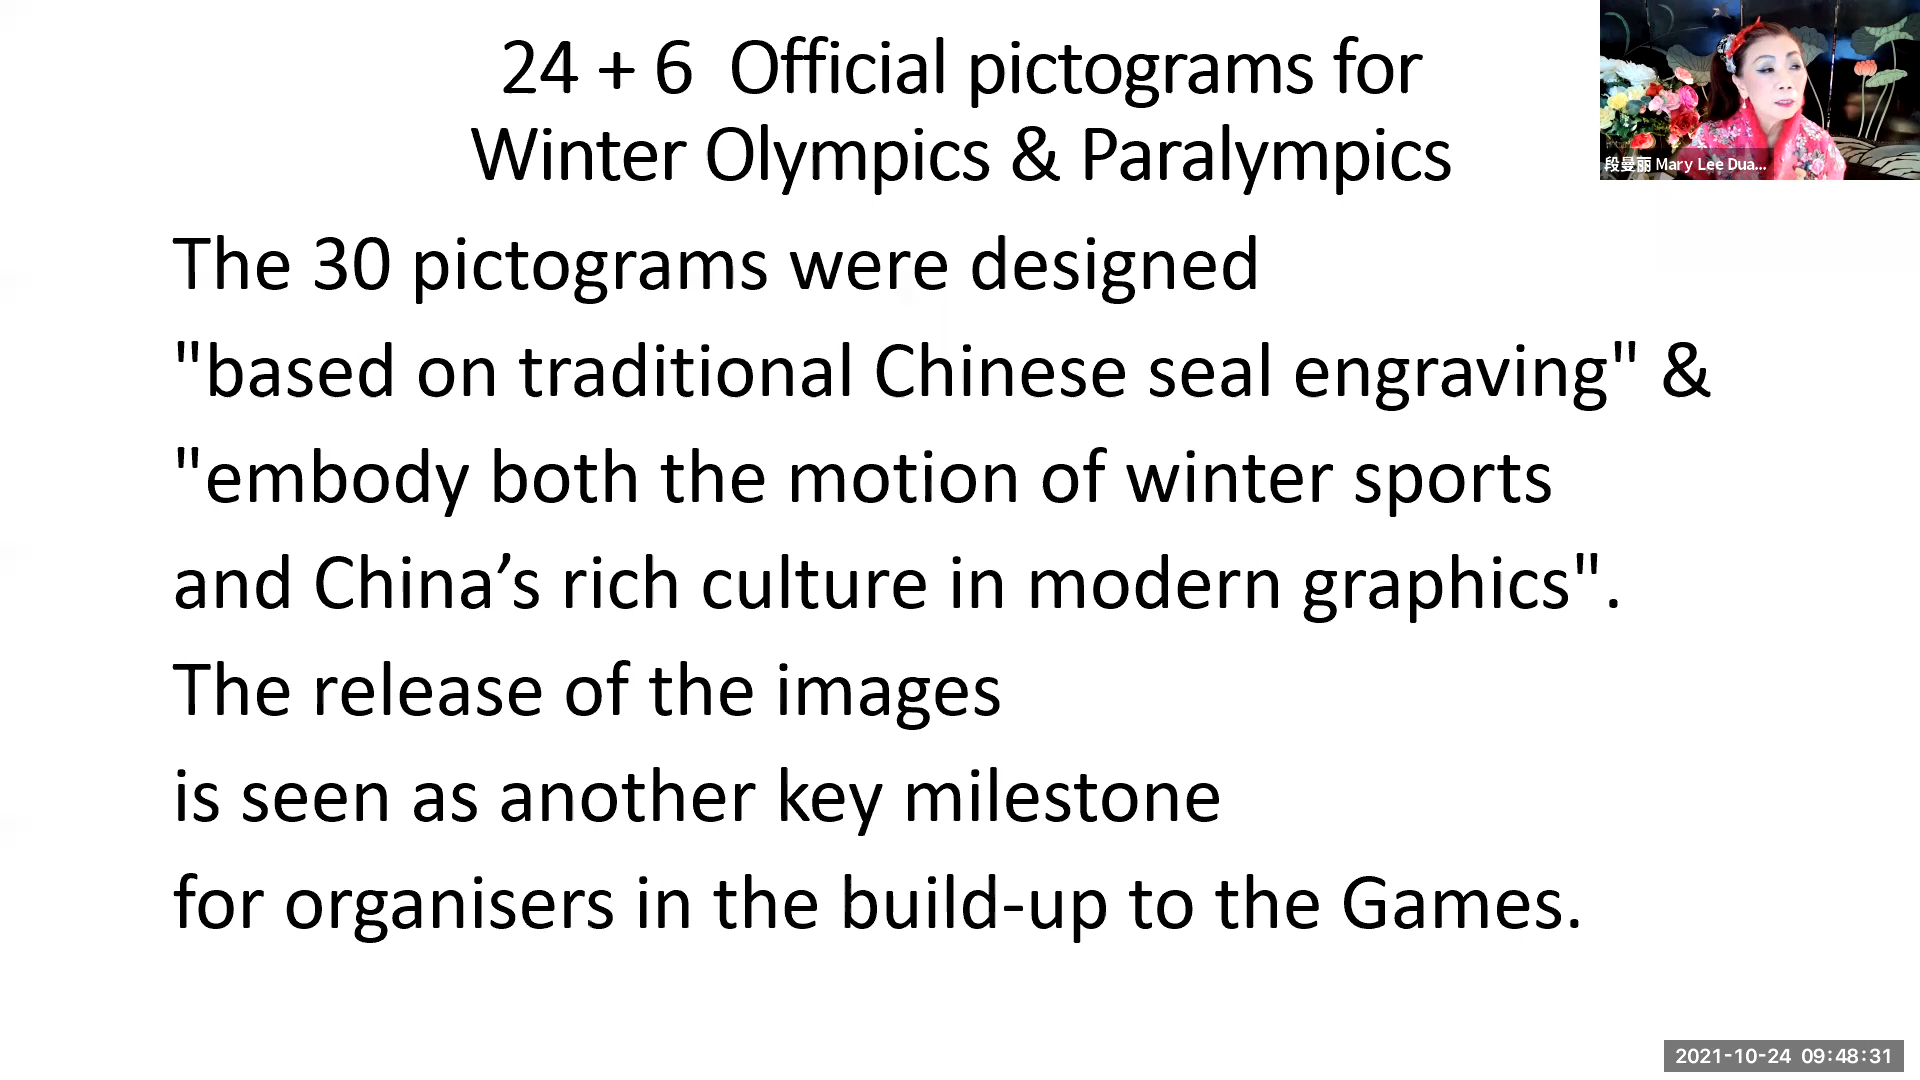 24 + 6 Official pictograms for
Winter Olympics & Paralympics
段曼丽 Mary Lee Dua...
The 30 pictograms were designed
"based on traditional Chinese seal engraving" &
"embody both the motion of winter sports
and China’s rich culture in modern graphics".
The release of the images
is seen as another key milestone
for organisers in the build-up to the Games.
2021-10-24 09:48:31